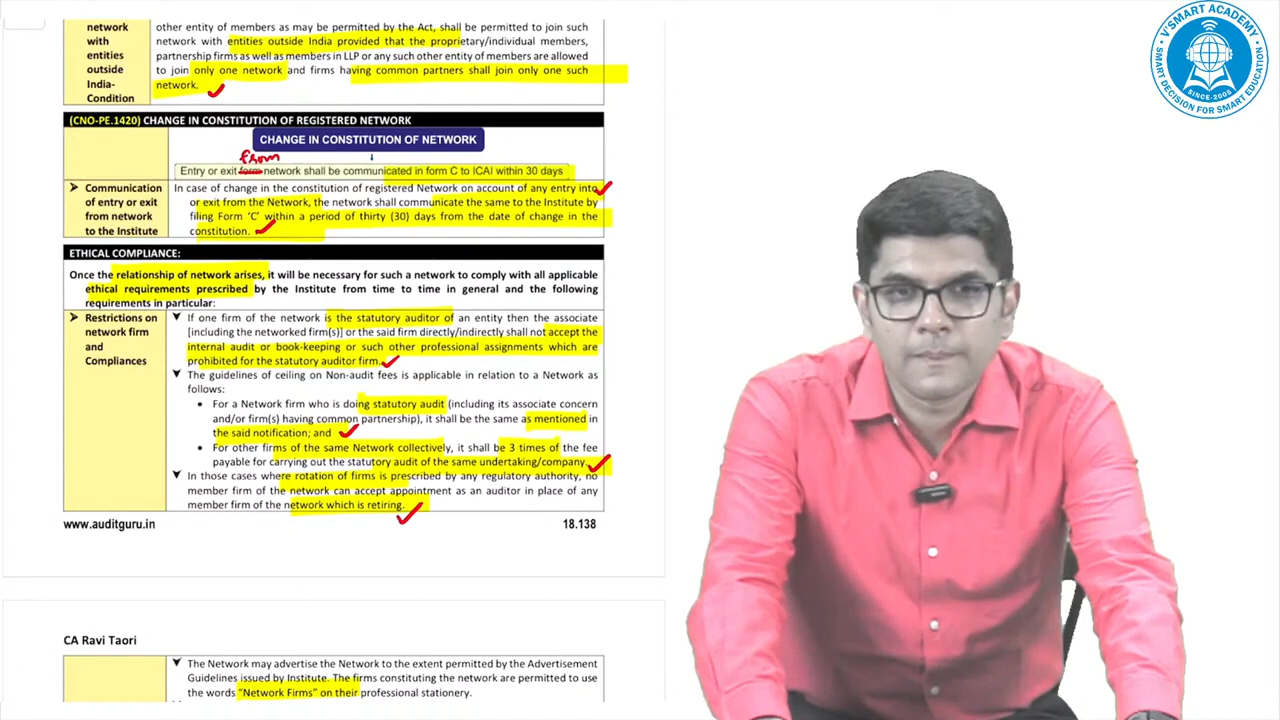 network
with
entities
outside
India-
Condition
other entity of members as may be permitted by the Act, shall be permitted to join such
network with entities outside India provided that the proprietary/individual members,
partnership firms as well as members in LLP or any such other entity of members are allowed
to join only one network and firms having common partners shall join only one such
network.
(CNO-PE.1420) CHANGE IN CONSTITUTION OF REGISTERED NETWORK
CHANGE IN CONSTITUTION OF NETWORK
from
Entry or exit form network shall be communicated in form C to ICAI within 30 days
➤ Communication
of entry or exit
from network
to the Institute
In case of change in the constitution of registered Network on account of any entry into
or exit from the Network, the network shall communicate the same to the Institute by
filing Form ‘C’ within a period of thirty (30) days from the date of change in the
constitution.
ETHICAL COMPLIANCE:
Once the relationship of network arises, it will be necessary for such a network to comply with all applicable
ethical requirements prescribed by the Institute from time to time in general and the following
requirements in particular:
➤ Restrictions on
network firm
and
Compliances
▼ If one firm of the network is the statutory auditor of an entity then the associate
[including the networked firm(s)] or the said firm directly/indirectly shall not accept the
internal audit or book-keeping or such other professional assignments which are
prohibited for the statutory auditor firm.
▼ The guidelines of ceiling on Non-audit fees is applicable in relation to a Network as
follows:
• For a Network firm who is doing statutory audit (including its associate concern
and/or firm(s) having common partnership), it shall be the same as mentioned in
the said notification; and
• For other firms of the same Network collectively, it shall be 3 times of the fee
payable for carrying out the statutory audit of the same undertaking/company.
▼ In those cases where rotation of firms is prescribed by any regulatory authority, no
member firm of the network can accept appointment as an auditor in place of any
member firm of the network which is retiring.
www.auditguru.in
18.138
CA Ravi Taori
▼ The Network may advertise the Network to the extent permitted by the Advertisement
Guidelines issued by Institute. The firms constituting the network are permitted to use
the words “Network Firms” on their professional stationery.
V'SMART ACADEMY
SINCE-2005
SMART DECISION FOR SMART EDUCATION